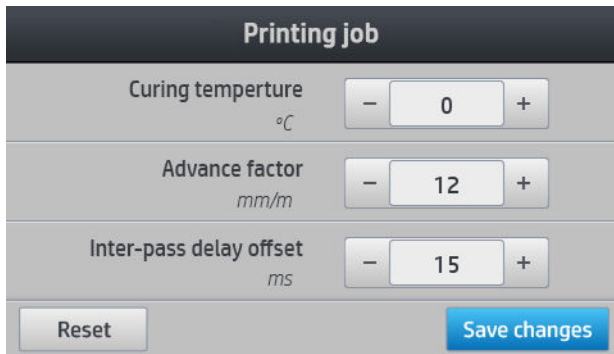 Printing job
Curing temperture
°C
− 0 +
Advance factor
mm/m
− 12 +
Inter-pass delay offset
ms
− 15 +
Reset
Save changes